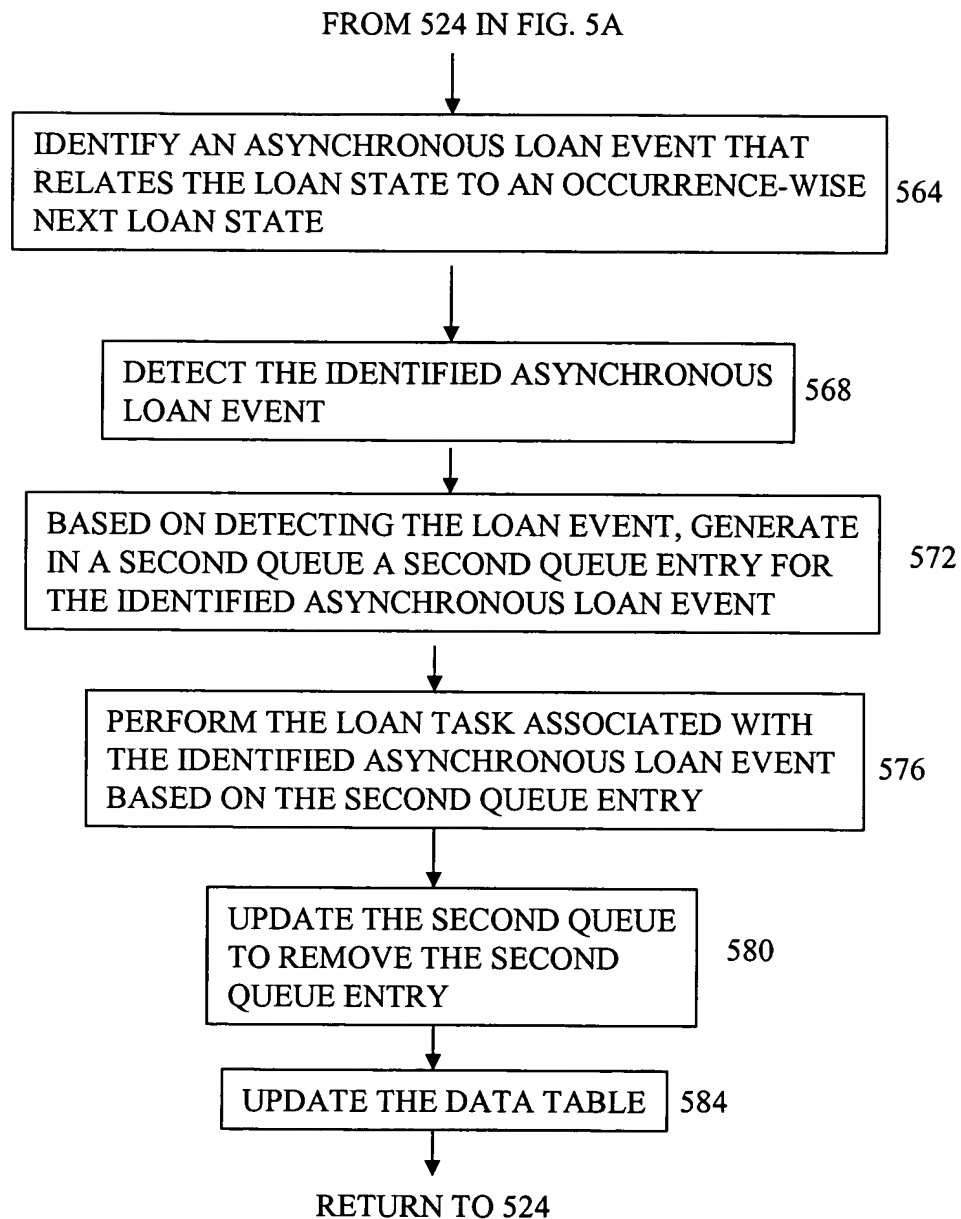 FROM 524 IN FIG. 5A
IDENTIFY AN ASYNCHRONOUS LOAN EVENT THAT
RELATES THE LOAN STATE TO AN OCCURRENCE-WISE
NEXT LOAN STATE
564
DETECT THE IDENTIFIED ASYNCHRONOUS
LOAN EVENT
568
BASED ON DETECTING THE LOAN EVENT, GENERATE
IN A SECOND QUEUE A SECOND QUEUE ENTRY FOR
THE IDENTIFIED ASYNCHRONOUS LOAN EVENT
572
PERFORM THE LOAN TASK ASSOCIATED WITH
THE IDENTIFIED ASYNCHRONOUS LOAN EVENT
BASED ON THE SECOND QUEUE ENTRY
576
UPDATE THE SECOND QUEUE
TO REMOVE THE SECOND
QUEUE ENTRY
580
UPDATE THE DATA TABLE
584
RETURN TO 524